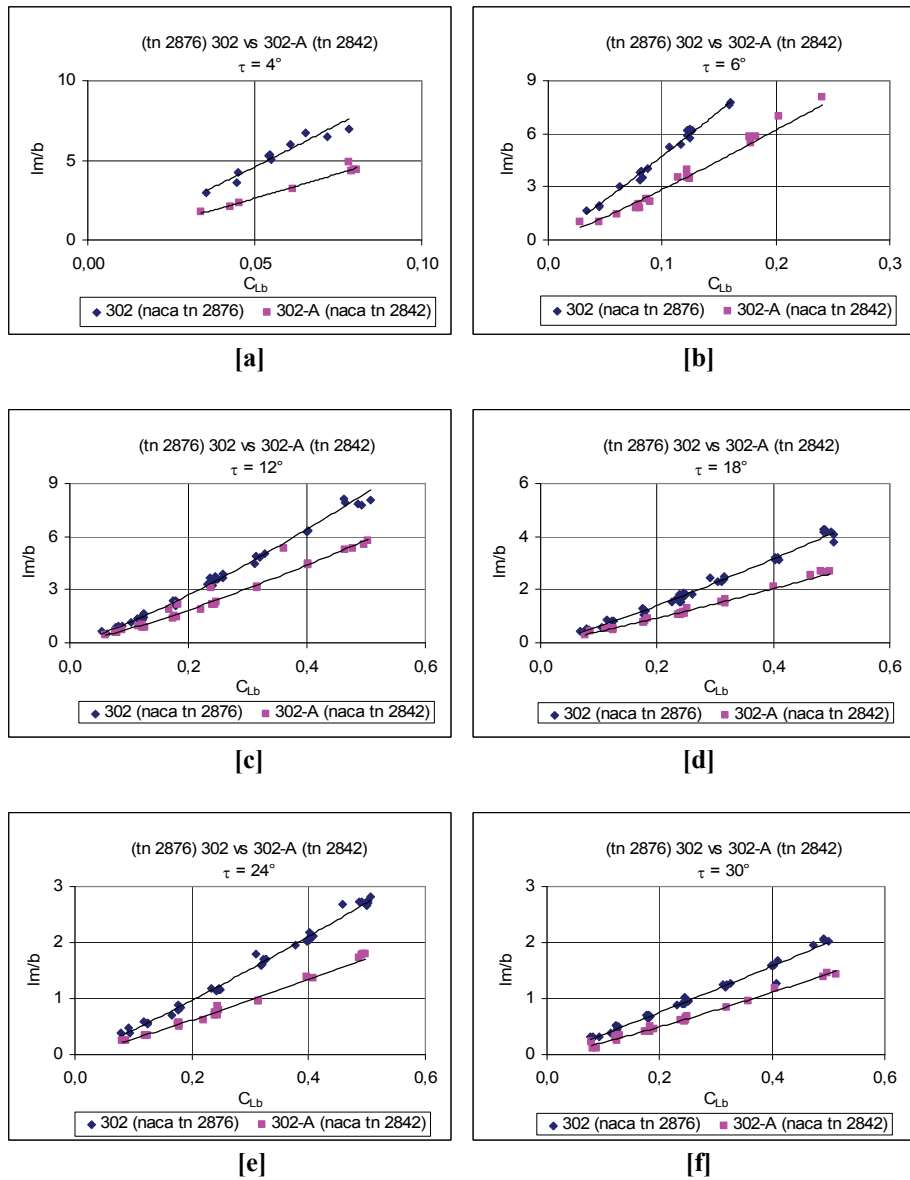 (tn 2876) 302 vs 302-A (tn 2842)
τ = 4°
10
5
0
lm/b
0,00
0,05
0,10
C_Lb
302 (naca tn 2876)
302-A (naca tn 2842)
[a]
(tn 2876) 302 vs 302-A (tn 2842)
τ = 6°
9
6
3
0
lm/b
0,0
0,1
0,2
0,3
C_Lb
302 (naca tn 2876)
302-A (naca tn 2842)
[b]
(tn 2876) 302 vs 302-A (tn 2842)
τ = 12°
9
6
3
0
lm/b
0,0
0,2
0,4
0,6
C_Lb
302 (naca tn 2876)
302-A (naca tn 2842)
[c]
(tn 2876) 302 vs 302-A (tn 2842)
τ = 18°
6
4
2
0
lm/b
0,0
0,2
0,4
0,6
C_Lb
302 (naca tn 2876)
302-A (naca tn 2842)
[d]
(tn 2876) 302 vs 302-A (tn 2842)
τ = 24°
3
2
1
0
lm/b
0,0
0,2
0,4
0,6
C_Lb
302 (naca tn 2876)
302-A (naca tn 2842)
[e]
(tn 2876) 302 vs 302-A (tn 2842)
τ = 30°
3
2
1
0
lm/b
0,0
0,2
0,4
0,6
C_Lb
302 (naca tn 2876)
302-A (naca tn 2842)
[f]